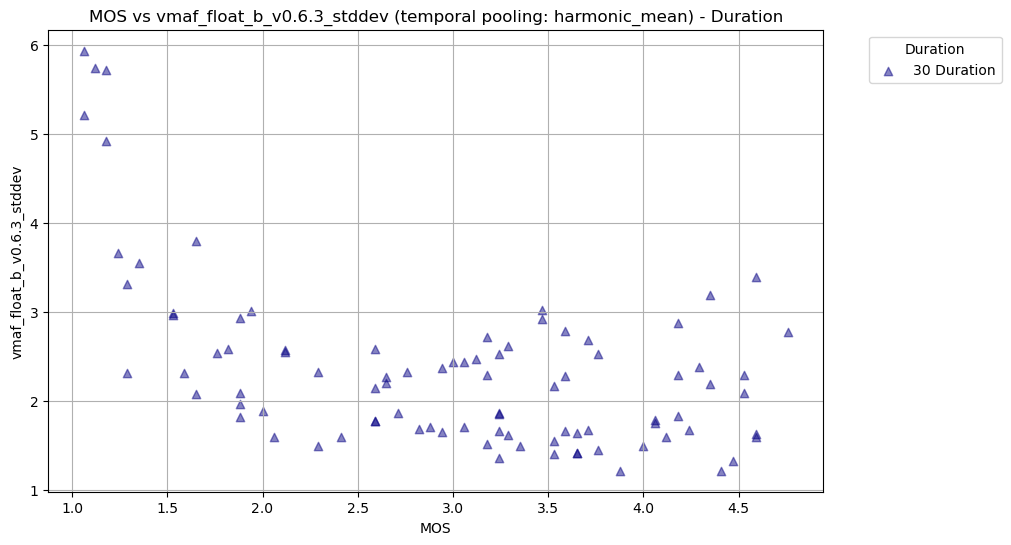 MOS vs vmaf_float_b_v0.6.3_stddev (temporal pooling: harmonic_mean) - Duration
Duration
30 Duration
vmaf_float_b_v0.6.3_stddev
6
5
4
3
2
1
1.0 1.5 2.0 2.5 3.0 3.5 4.0 4.5
MOS